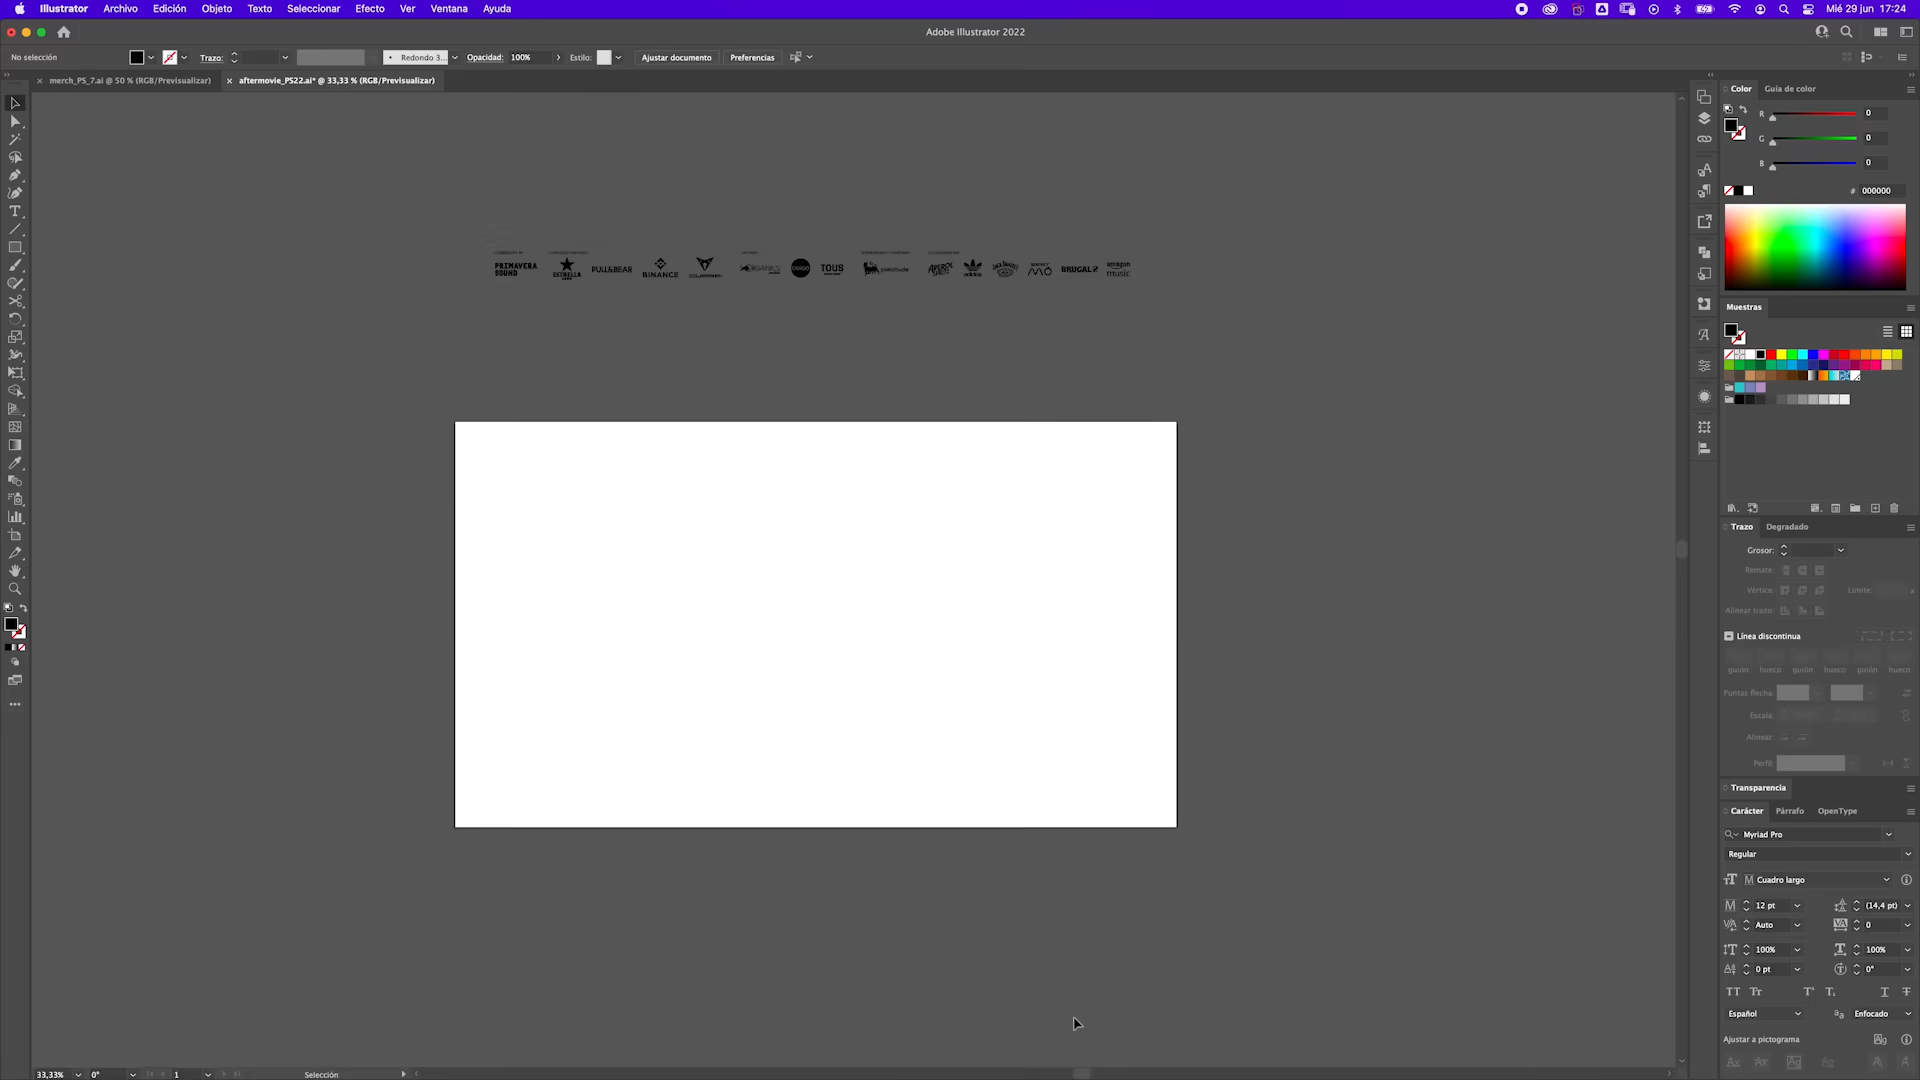 Illustrator Archivo Edición Objeto Texto Seleccionar Efecto Ver Ventana Ayuda Mié 29 jun 17:24
Adobe Illustrator 2022
No selección Trazo: Redondo 3... Opacidad: 100% Estilo: Ajustar documento Preferencias
merch_PS_7.ai @ 50 % (RGB/Previsualizar) aftermovie_PS22.ai* @ 33,33 % (RGB/Previsualizar)
Color Guía de color
R 0
G 0
B 0
# 000000
PRIMAVERA SOUND ESTRELLA PULL&BEAR BINANCE TOUS plenitude APEROL adidas BRUGAL amazon music
Muestras
Trazo Degradado
Grosor:
Remate:
Vértice: Límite:
Alinear trazo:
Línea discontinua
guión hueco guión hueco guión hueco
Puntas flecha:
Escala:
Alinear:
Perfil:
Transparencia
Carácter Párrafo OpenType
Myriad Pro
Regular
Cuadro largo
12 pt (14,4 pt)
Auto 0
100% 100%
0 pt 0°
Español Enfocado
Ajustar a pictograma
33,33% 0° 1 Selección